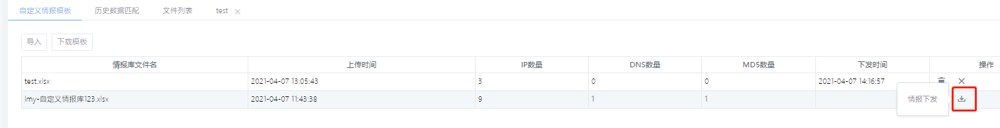 自定义情报模板 历史数据匹配 文件列表 test
导入 下载模板
情报库文件名 上传时间 IP数量 DNS数量 MD5数量 下发时间 操作
test.xlsx 2021-04-07 13:05:43 3 0 0 2021-04-07 14:16:57
lmy-自定义情报库123.xlsx 2021-04-07 11:43:38 9 1 1 情报下发